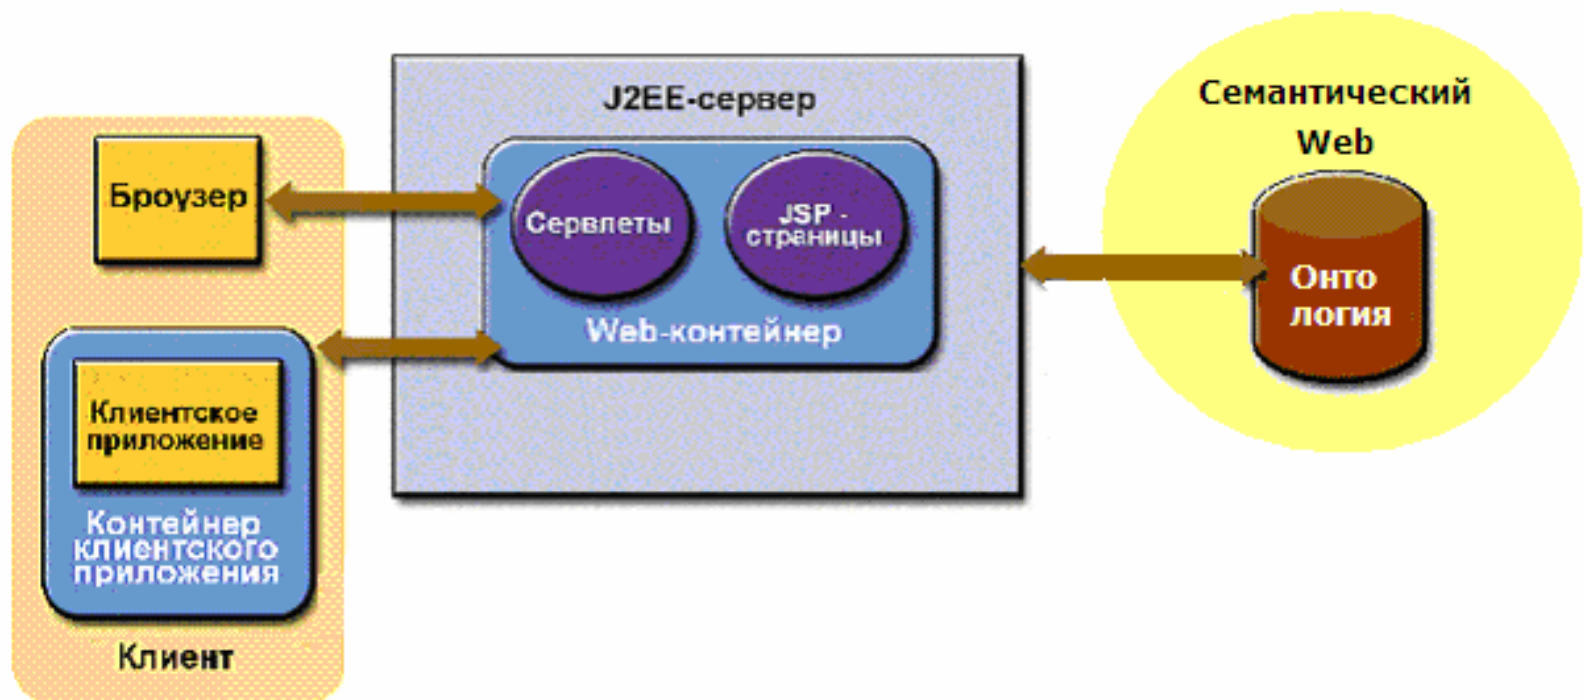 Броузер
Клиентское
приложение
Контейнер
клиентского
приложения
Клиент
J2EE-сервер
Сервлеты
JSP -
страницы
Web-контейнер
Семантический
Web
Онто
логия